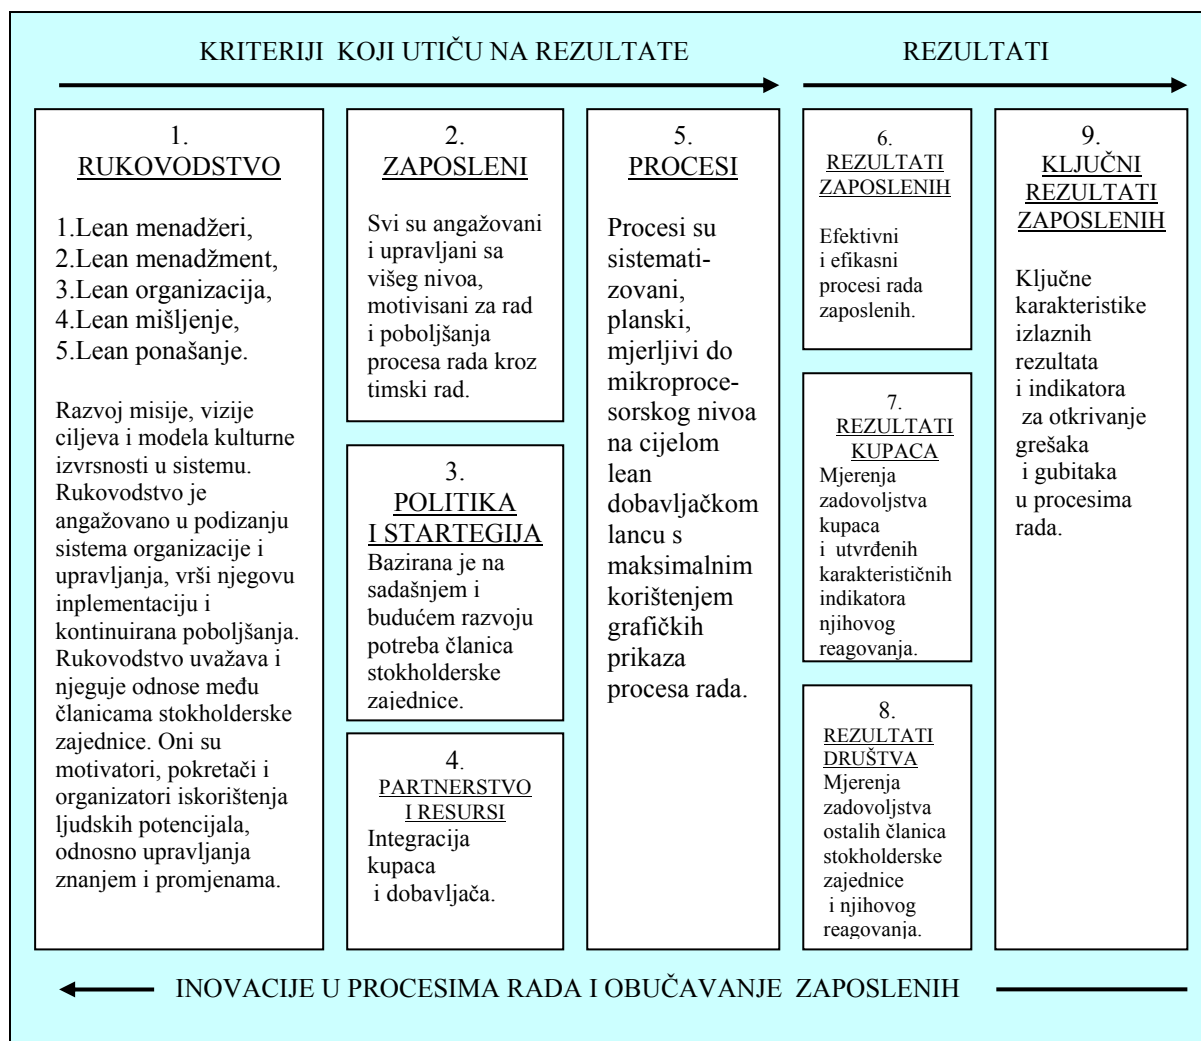 KRITERIJI KOJI UTIČU NA REZULTATE
REZULTATI
1.
RUKOVODSTVO
1.Lean menadžeri,
2.Lean menadžment,
3.Lean organizacija,
4.Lean mišljenje,
5.Lean ponašanje.
Razvoj misije, vizije
ciljeva i modela kulturne
izvrsnosti u sistemu.
Rukovodstvo je
angažovano u podizanju
sistema organizacije i
upravljanja, vrši njegovu
inplementaciju i
kontinuirana poboljšanja.
Rukovodstvo uvažava i
njeguje odnose među
članicama stokholderske
zajednice. Oni su
motivatori, pokretači i
organizatori iskorištenja
ljudskih potencijala,
odnosno upravljanja
znanjem i promjenama.
2.
ZAPOSLENI
Svi su angažovani
i upravljani sa
višeg nivoa,
motivisani za rad
i poboljšanja
procesa rada kroz
timski rad.
3.
POLITIKA
I STARTEGIJA
Bazirana je na
sadašnjem i
budućem razvoju
potreba članica
stokholderske
zajednice.
4.
PARTNERSTVO
I RESURSI
Integracija
kupaca
i dobavljača.
5.
PROCESI
Procesi su
sistemati-
zovani,
planski,
mjerljivi do
mikroproce-
sorskog nivoa
na cijelom
lean
dobavljačkom
lancu s
maksimalnim
korištenjem
grafičkih
prikaza
procesa rada.
6.
REZULTATI
ZAPOSLENIH
Efektivni
i efikasni
procesi rada
zaposlenih.
7.
REZULTATI
KUPACA
Mjerenja
zadovoljstva
kupaca
i utvrđenih
karakterističnih
indikatora
njihovog
reagovanja.
8.
REZULTATI
DRUŠTVA
Mjerenja
zadovoljstva
ostalih članica
stokholderske
zajednice
i njihovog
reagovanja.
9.
KLJUČNI
REZULTATI
ZAPOSLENIH
Ključne
karakteristike
izlaznih
rezultata
i indikatora
za otkrivanje
grešaka
i gubitaka
u procesima
rada.
INOVACIJE U PROCESIMA RADA I OBUČAVANJE ZAPOSLENIH